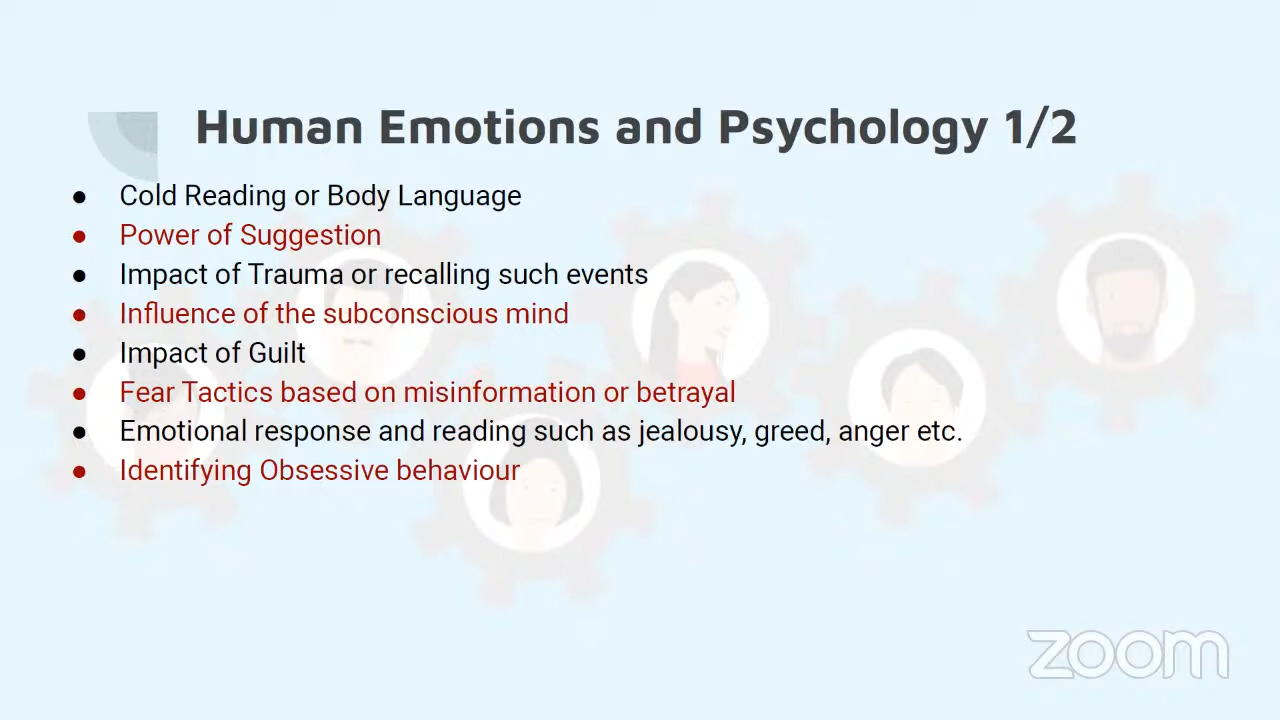 Human Emotions and Psychology 1/2
● Cold Reading or Body Language
● Power of Suggestion
● Impact of Trauma or recalling such events
● Influence of the subconscious mind
● Impact of Guilt
● Fear Tactics based on misinformation or betrayal
● Emotional response and reading such as jealousy, greed, anger etc.
● Identifying Obsessive behaviour
zoom